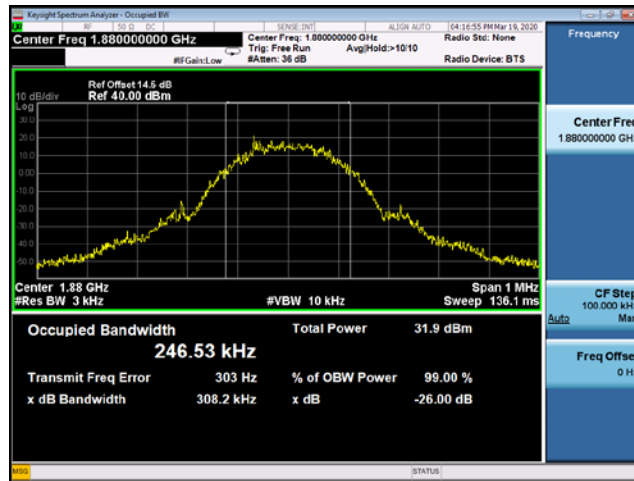 Keysight Spectrum Analyzer - Occupied BW
RF 50 Ω DC SENSE:INT ALIGN AUTO 04:16:55 PM Mar 19, 2020
Center Freq 1.880000000 GHz Center Freq: 1.880000000 GHz Radio Std: None
Trig: Free Run Avg|Hold:>10/10
#IFGain:Low #Atten: 36 dB Radio Device: BTS
Frequency
Ref Offset 14.5 dB
10 dB/div Ref 40.00 dBm
Log
30.0
20.0
10.0
0.00
-10.0
-20.0
-30.0
-40.0
-50.0
Center Freq
1.880000000 GH
Center 1.88 GHz Span 1 MHz
#Res BW 3 kHz #VBW 10 kHz Sweep 136.1 ms
CF Step
100.000 kH
Auto Man
Occupied Bandwidth Total Power 31.9 dBm
246.53 kHz
Transmit Freq Error 303 Hz % of OBW Power 99.00 %
x dB Bandwidth 308.2 kHz x dB -26.00 dB
Freq Offse
0 H
MSG STATUS